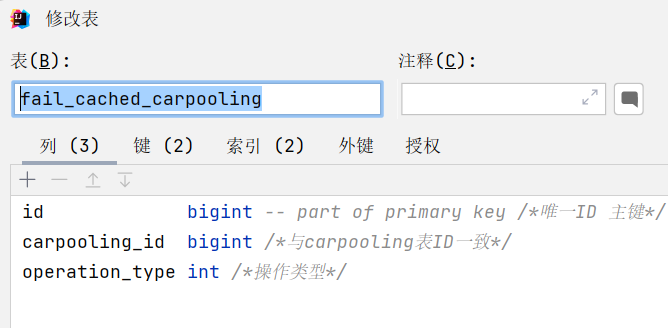 修改表
表(B): 注释(C):
fail_cached_carpooling
列 (3) 键 (2) 索引 (2) 外键 授权
id bigint -- part of primary key /*唯一ID 主键*/
carpooling_id bigint /*与carpooling表ID一致*/
operation_type int /*操作类型*/